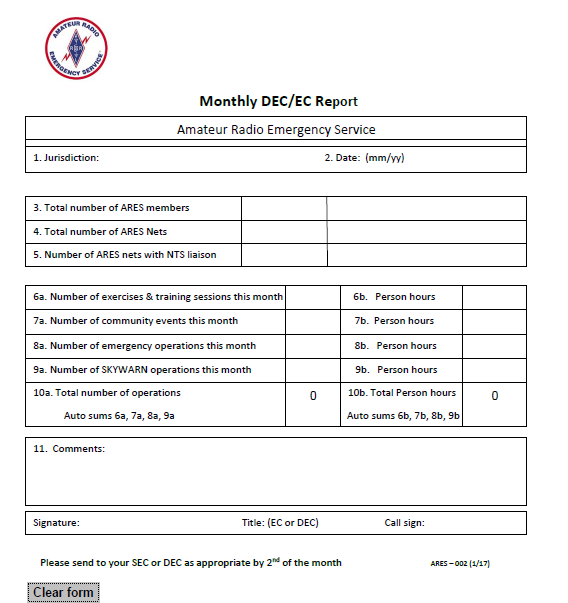 AMATEUR RADIO
EMERGENCY SERVICE
Monthly DEC/EC Report
Amateur Radio Emergency Service
1. Jurisdiction: 2. Date: (mm/yy)
3. Total number of ARES members
4. Total number of ARES Nets
5. Number of ARES nets with NTS liaison
6a. Number of exercises & training sessions this month 6b. Person hours
7a. Number of community events this month 7b. Person hours
8a. Number of emergency operations this month 8b. Person hours
9a. Number of SKYWARN operations this month 9b. Person hours
10a. Total number of operations 0 10b. Total Person hours 0
Auto sums 6a, 7a, 8a, 9a Auto sums 6b, 7b, 8b, 9b
11. Comments:
Signature: Title: (EC or DEC) Call sign:
Please send to your SEC or DEC as appropriate by 2nd of the month ARES – 002 (1/17)
Clear form